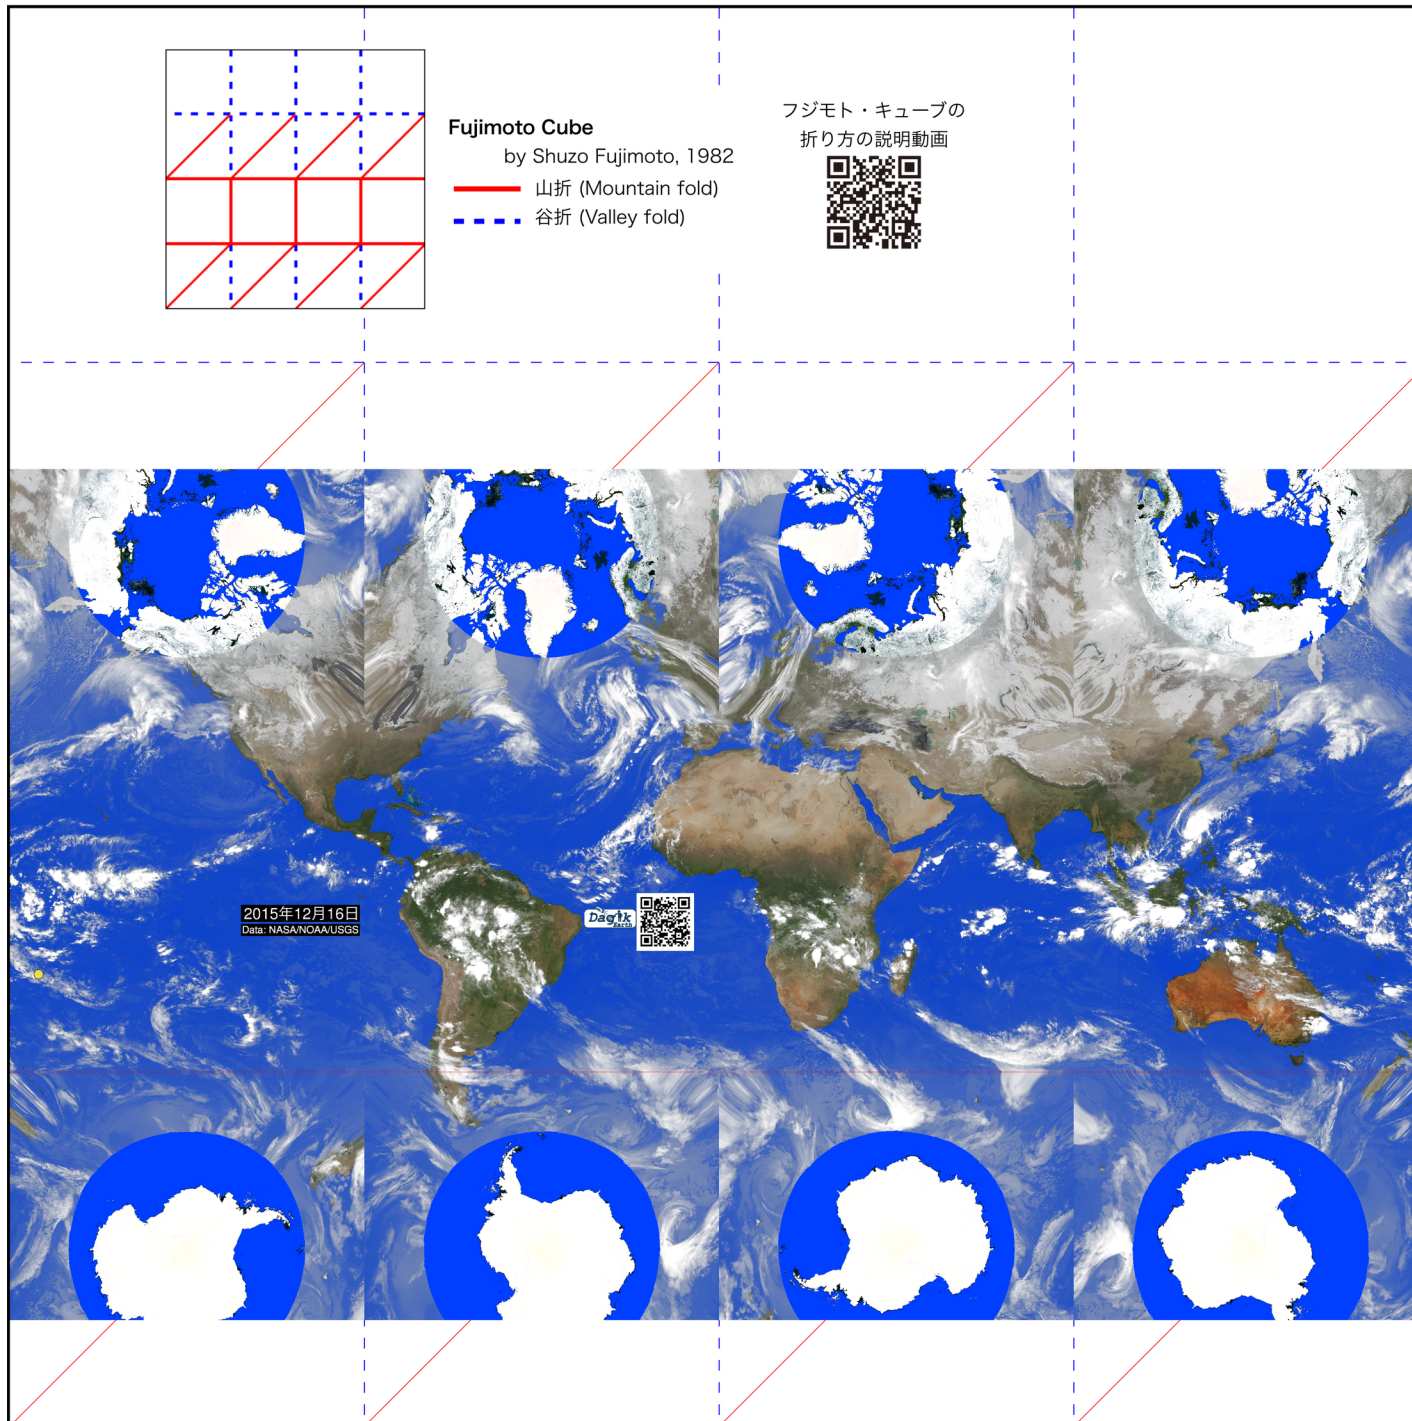 Fujimoto Cube
by Shuzo Fujimoto, 1982
山折 (Mountain fold)
谷折 (Valley fold)
フジモト・キューブの
折り方の説明動画
2015年12月16日
Data: NASA/NOAA/USGS
Dagik
Earth